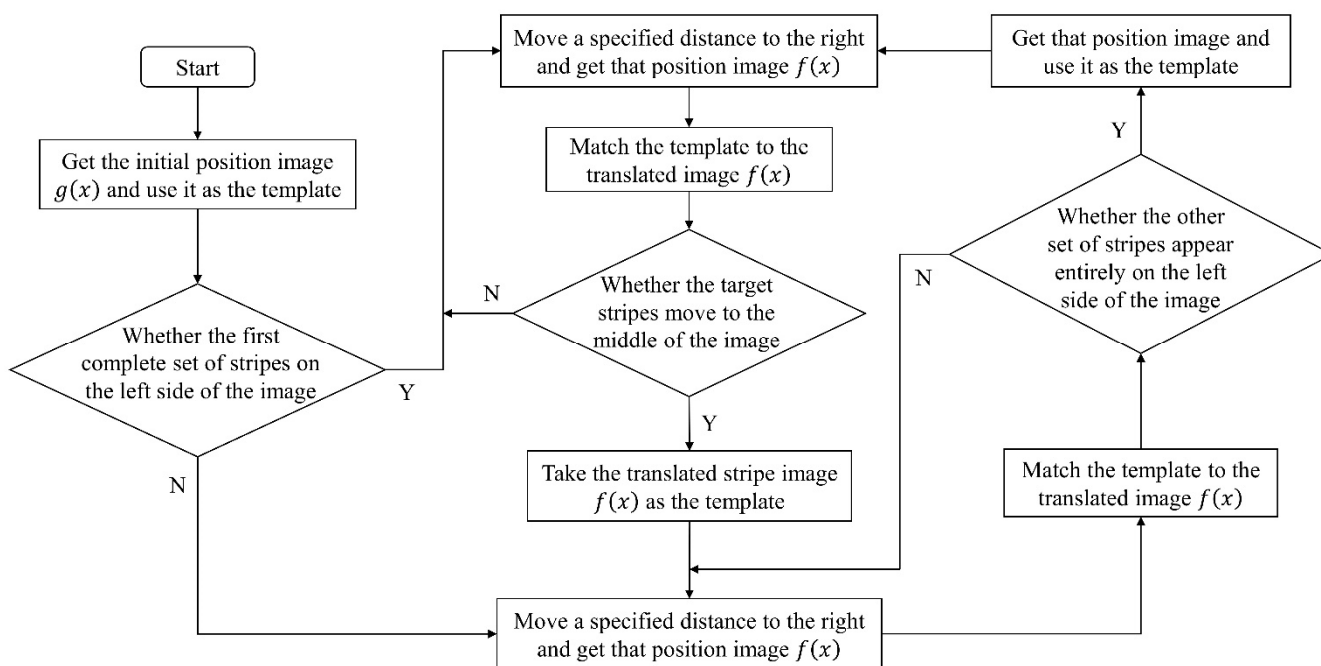 Start
Get the initial position image
g(x) and use it as the template
Whether the first
complete set of stripes on
the left side of the image
Y
N
Move a specified distance to the right
and get that position image f(x)
Match the template to the
translated image f(x)
Whether the target
stripes move to the
middle of the image
N
Y
Take the translated stripe image
f(x) as the template
Move a specified distance to the right
and get that position image f(x)
Get that position image and
use it as the template
Y
Whether the other
set of stripes appear
entirely on the left
side of the image
N
Match the template to the
translated image f(x)